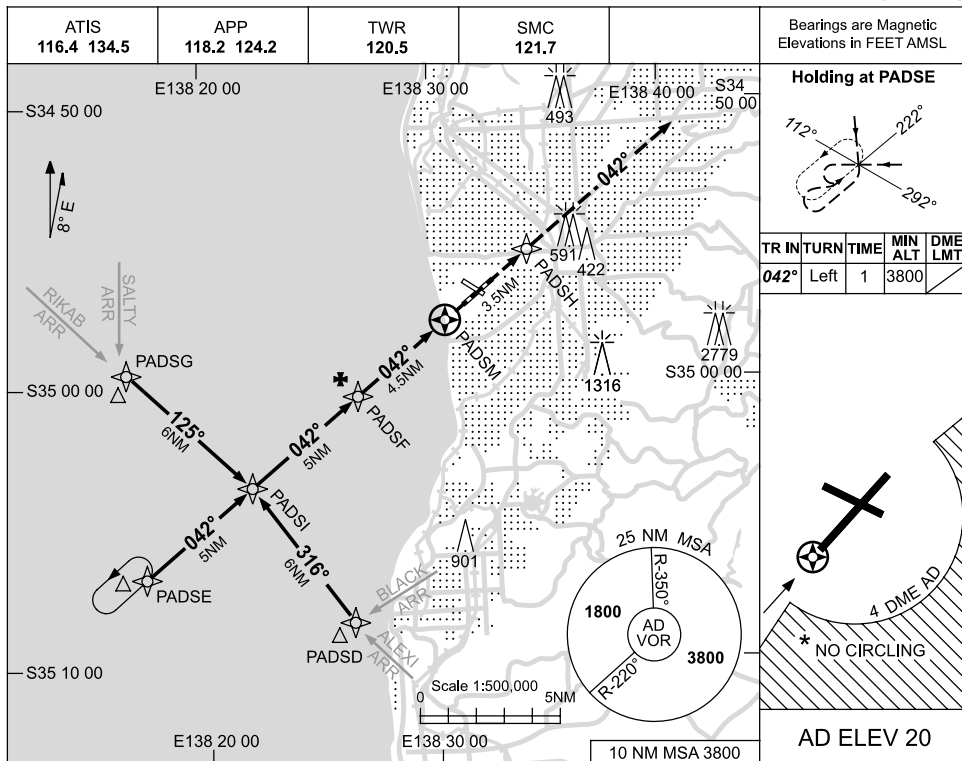 ATIS
116.4 134.5
APP
118.2 124.2
TWR
120.5
SMC
121.7
Bearings are Magnetic
Elevations in FEET AMSL
E138 20 00
E138 30 00
E138 40 00
S34
50 00
S34 50 00
493
8° E
SALTY
ARR
RIKAB
ARR
042°
591
422
PADSH
3.5NM
PADSM
2779
PADSG
1316
S35 00 00
S35 00 00
042°
4.5NM
PADSF
125°
6NM
042°
5NM
PADSI
042°
5NM
316°
6NM
901
PADSE
BLACK
ARR
PADSD
ALEXI
ARR
25 NM MSA
R-350°
1800
AD
VOR
3800
R-220°
S35 10 00
Scale 1:500,000
0
5NM
E138 20 00
E138 30 00
10 NM MSA 3800
Holding at PADSE
112°
222°
292°
TR IN
TURN
TIME
MIN
ALT
DME
LMT
042°
Left
1
3800
4 DME AD
* NO CIRCLING
AD ELEV 20